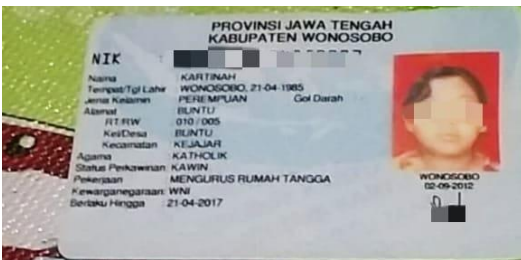 PROVINSI JAWA TENGAH
KABUPATEN WONOSOBO
NIK
Nama : KARTINAH
Tempat/Tgl Lahir : WONOSOBO, 21-04-1985
Jenis Kelamin : PEREMPUAN Gol Darah
Alamat : BUNTU
RT/RW : 010 / 005
Kel/Desa : BUNTU
Kecamatan : KEJAJAR
Agama : KATHOLIK
Status Perkawinan : KAWIN
Pekerjaan : MENGURUS RUMAH TANGGA
Kewarganegaraan : WNI
Berlaku Hingga : 21-04-2017
WONOSOBO
02-09-2012